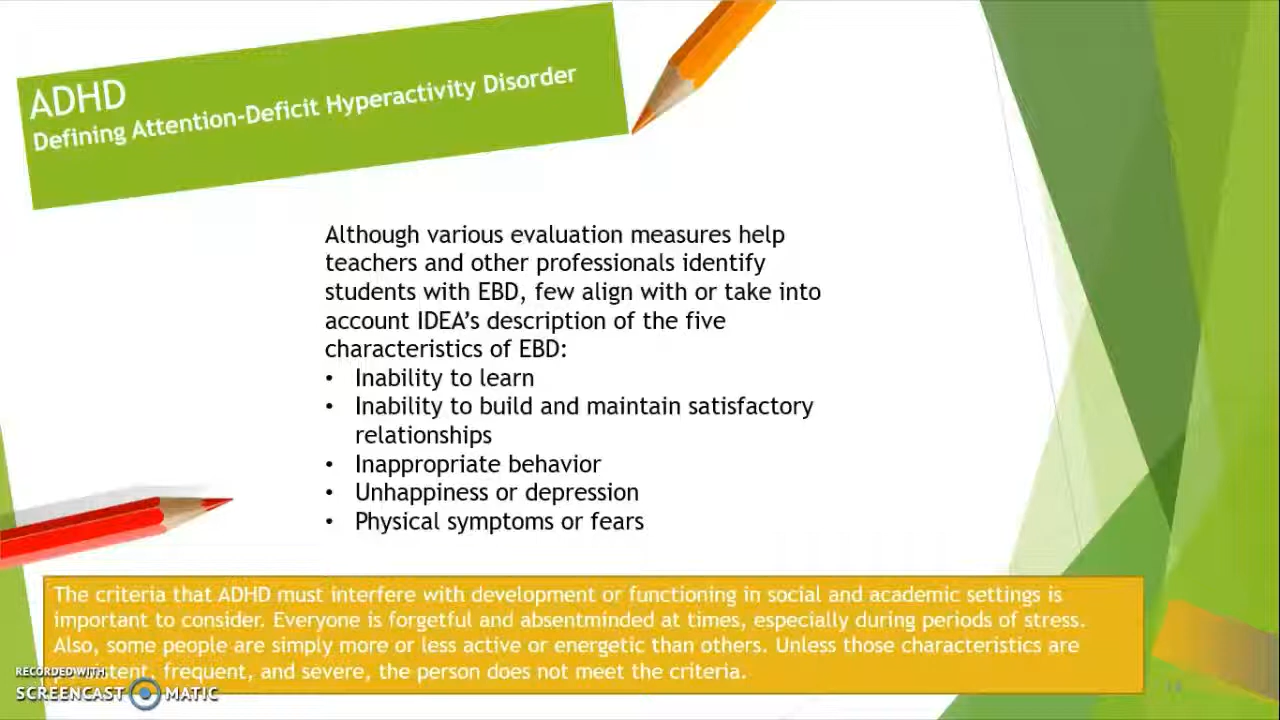 ADHD
Defining Attention-Deficit Hyperactivity Disorder
Although various evaluation measures help
teachers and other professionals identify
students with EBD, few align with or take into
account IDEA’s description of the five
characteristics of EBD:
• Inability to learn
• Inability to build and maintain satisfactory
relationships
• Inappropriate behavior
• Unhappiness or depression
• Physical symptoms or fears
The criteria that ADHD must interfere with development or functioning in social and academic settings is
important to consider. Everyone is forgetful and absentminded at times, especially during periods of stress.
Also, some people are simply more or less active or energetic than others. Unless those characteristics are
frequent, and severe, the person does not meet the criteria.
RECORDED WITH
SCREENCAST MATIC